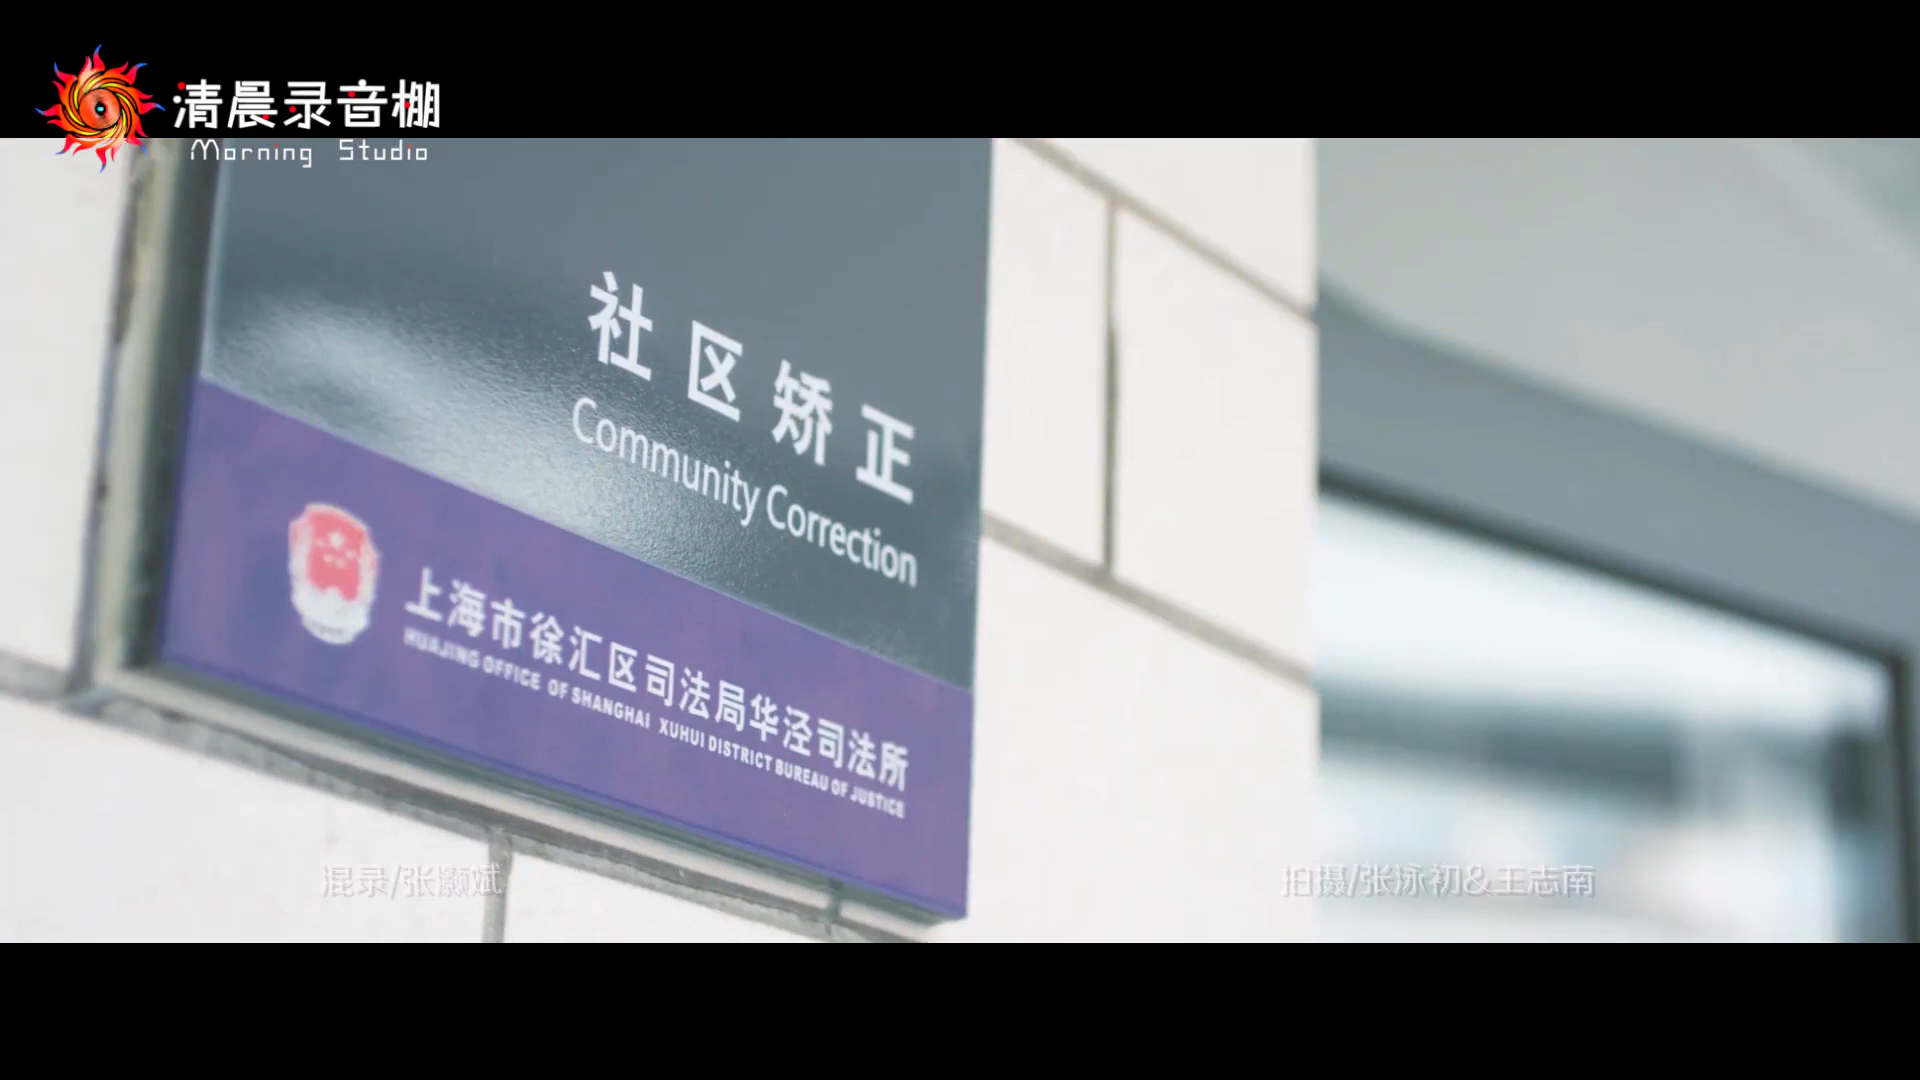 清晨录音棚
Morning Studio
社区矫正
Community Correction
上海市徐汇区司法局华泾司法所
HUAJING OFFICE OF SHANGHAI XUHUI DISTRICT BUREAU OF JUSTICE
混录/张灏斌
拍摄/张泳初&王志南